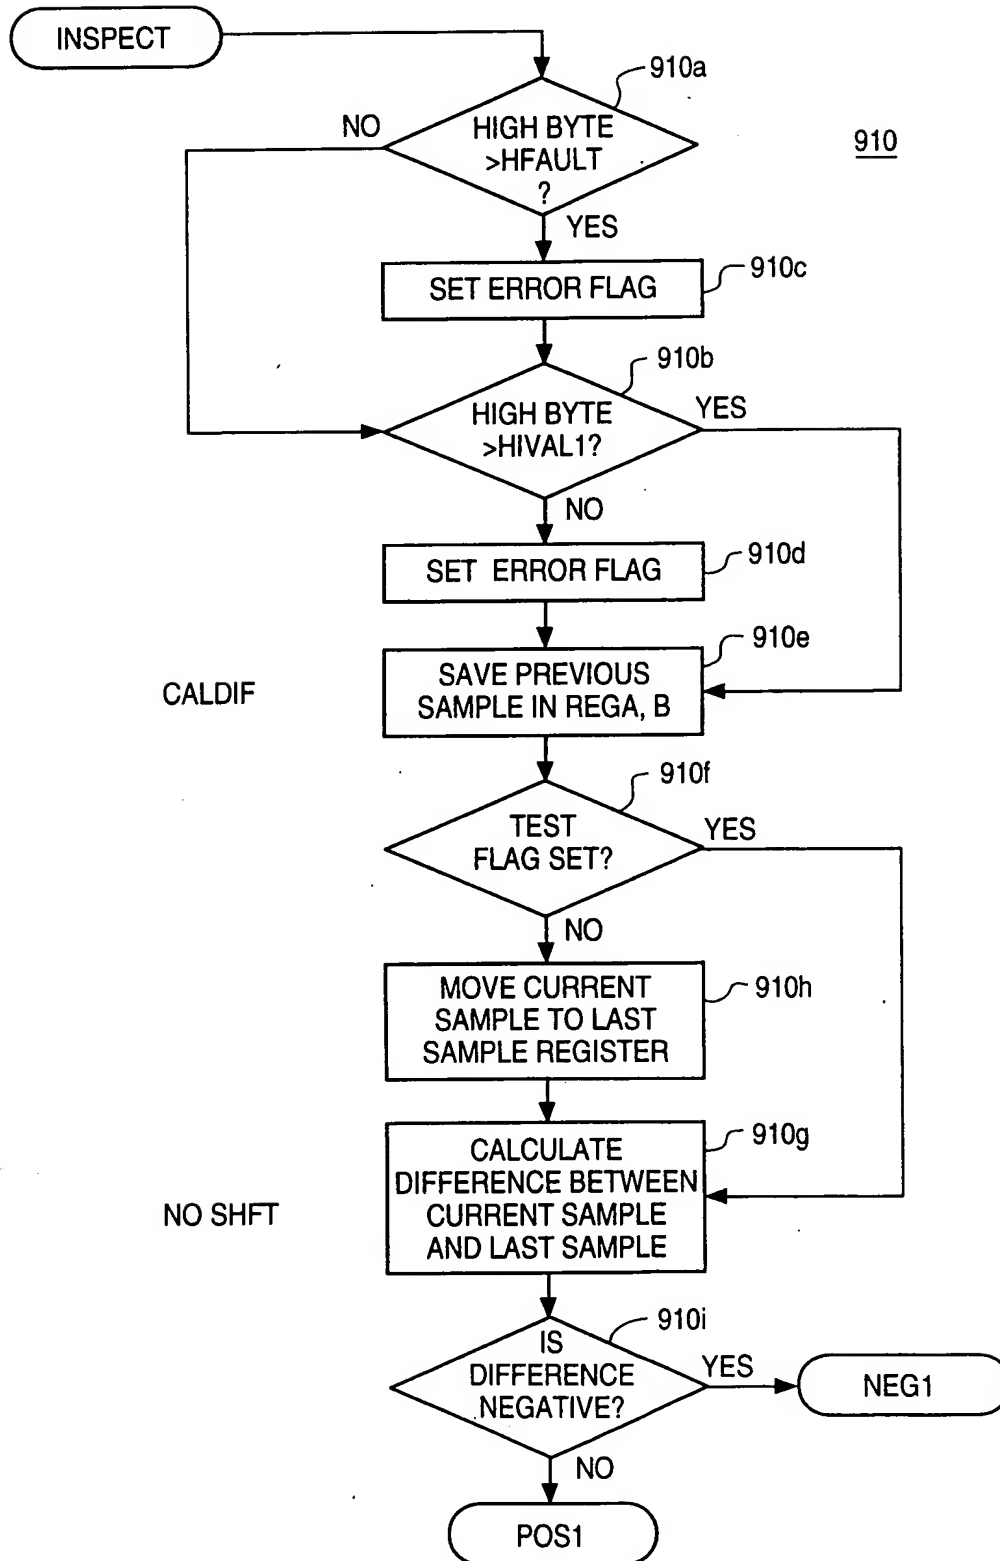 INSPECT
910a
NO
HIGH BYTE
>HFAULT
?
910
YES
SET ERROR FLAG
910c
910b
HIGH BYTE
>HIVAL1?
YES
NO
SET ERROR FLAG
910d
910e
CALDIF
SAVE PREVIOUS
SAMPLE IN REGA, B
910f
TEST
FLAG SET?
YES
NO
MOVE CURRENT
SAMPLE TO LAST
SAMPLE REGISTER
910h
910g
NO SHFT
CALCULATE
DIFFERENCE BETWEEN
CURRENT SAMPLE
AND LAST SAMPLE
910i
IS
DIFFERENCE
NEGATIVE?
YES
NEG1
NO
POS1